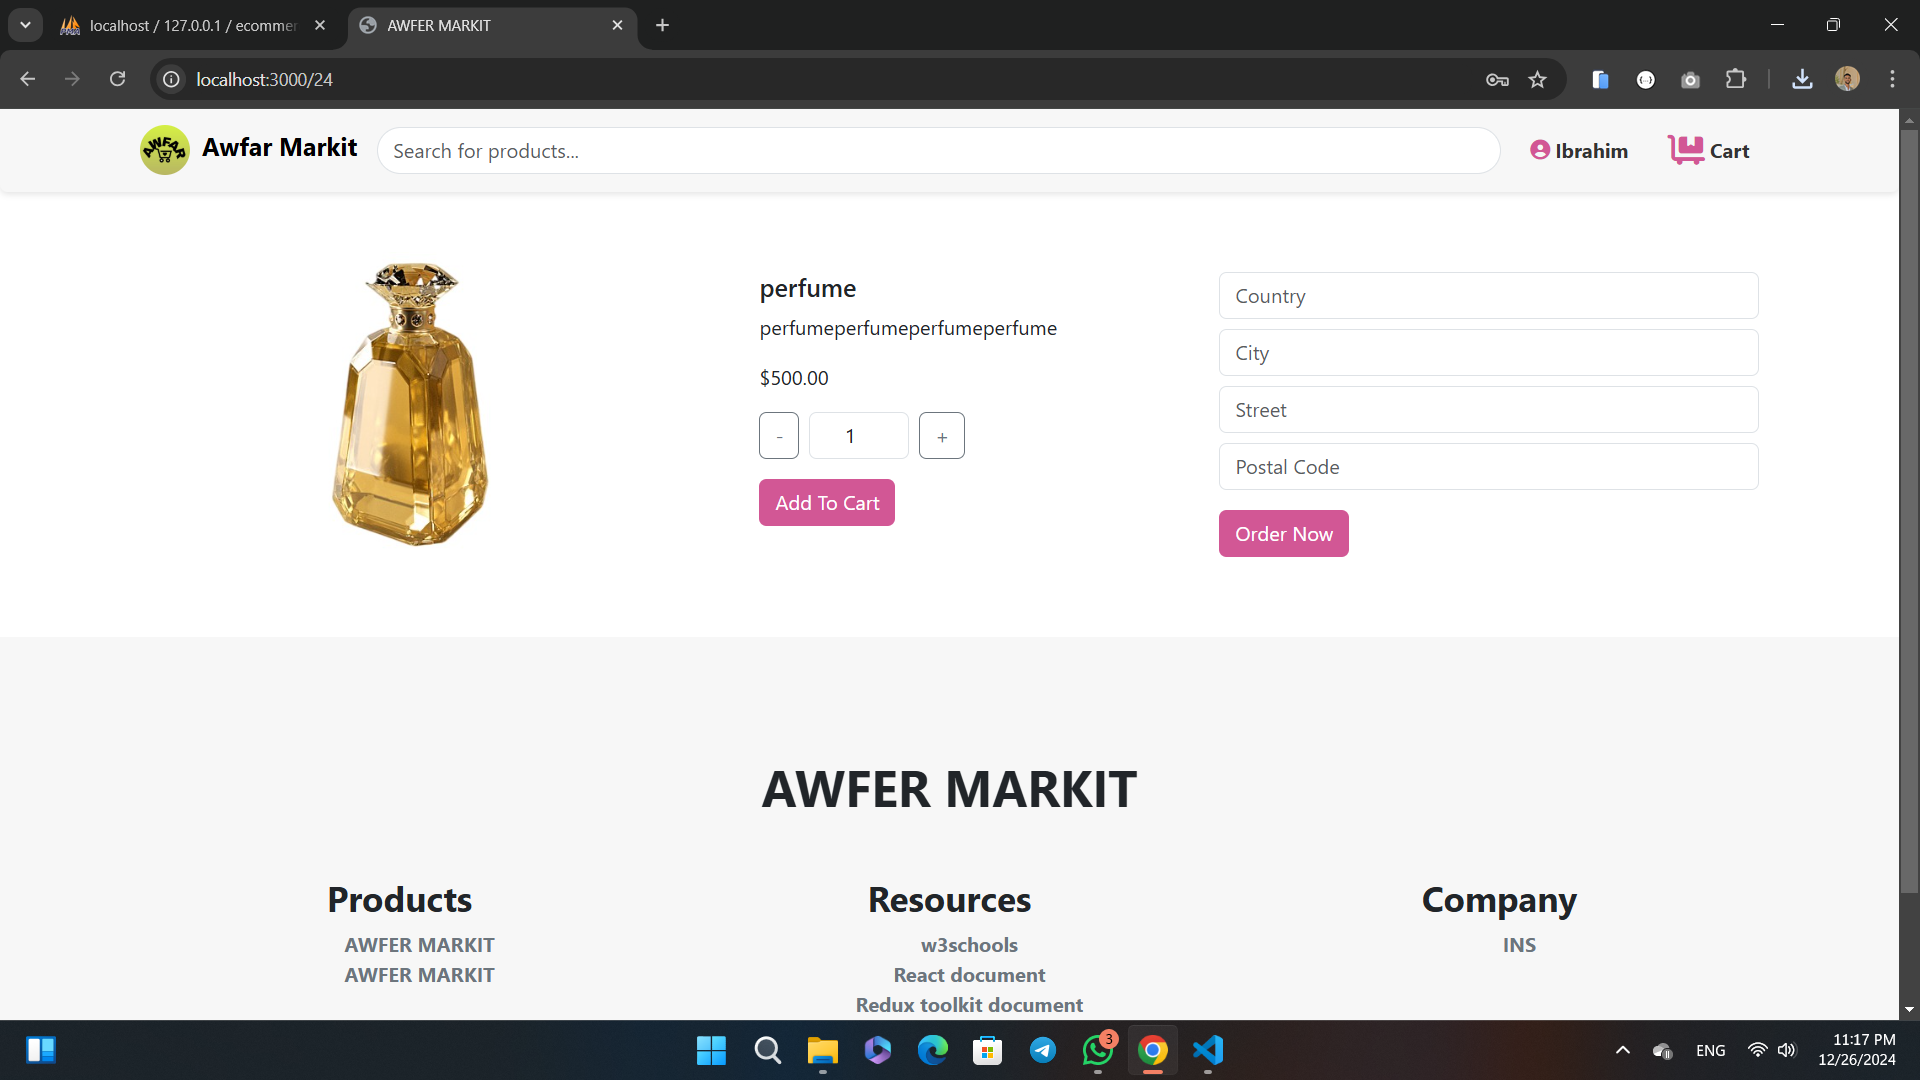 localhost / 127.0.0.1 / ecommer
AWFER MARKIT
localhost:3000/24
AWFAR
Awfar Markit
Search for products...
Ibrahim
Cart
perfume
perfumeperfumeperfumeperfume
$500.00
-
1
+
Add To Cart
Country
City
Street
Postal Code
Order Now
AWFER MARKIT
Products
AWFER MARKIT
AWFER MARKIT
Resources
w3schools
React document
Redux toolkit document
Company
INS
3
ENG
11:17 PM
12/26/2024